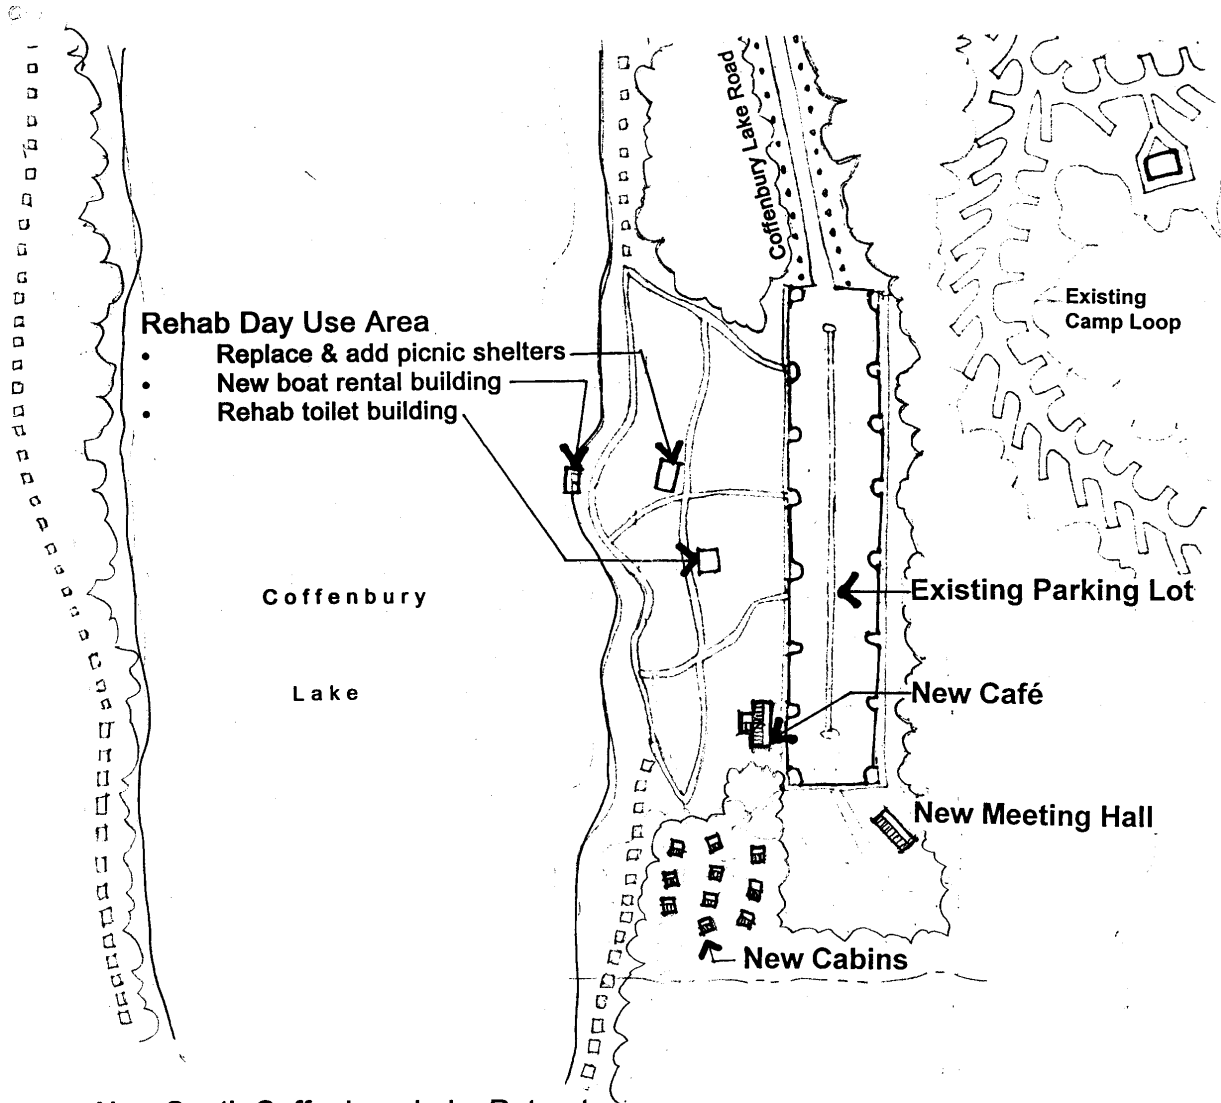 Coffenbury Lake Road
Existing
Camp Loop
Rehab Day Use Area
• Replace & add picnic shelters
• New boat rental building
• Rehab toilet building
Coffenbury
Lake
Existing Parking Lot
New Café
New Meeting Hall
New Cabins